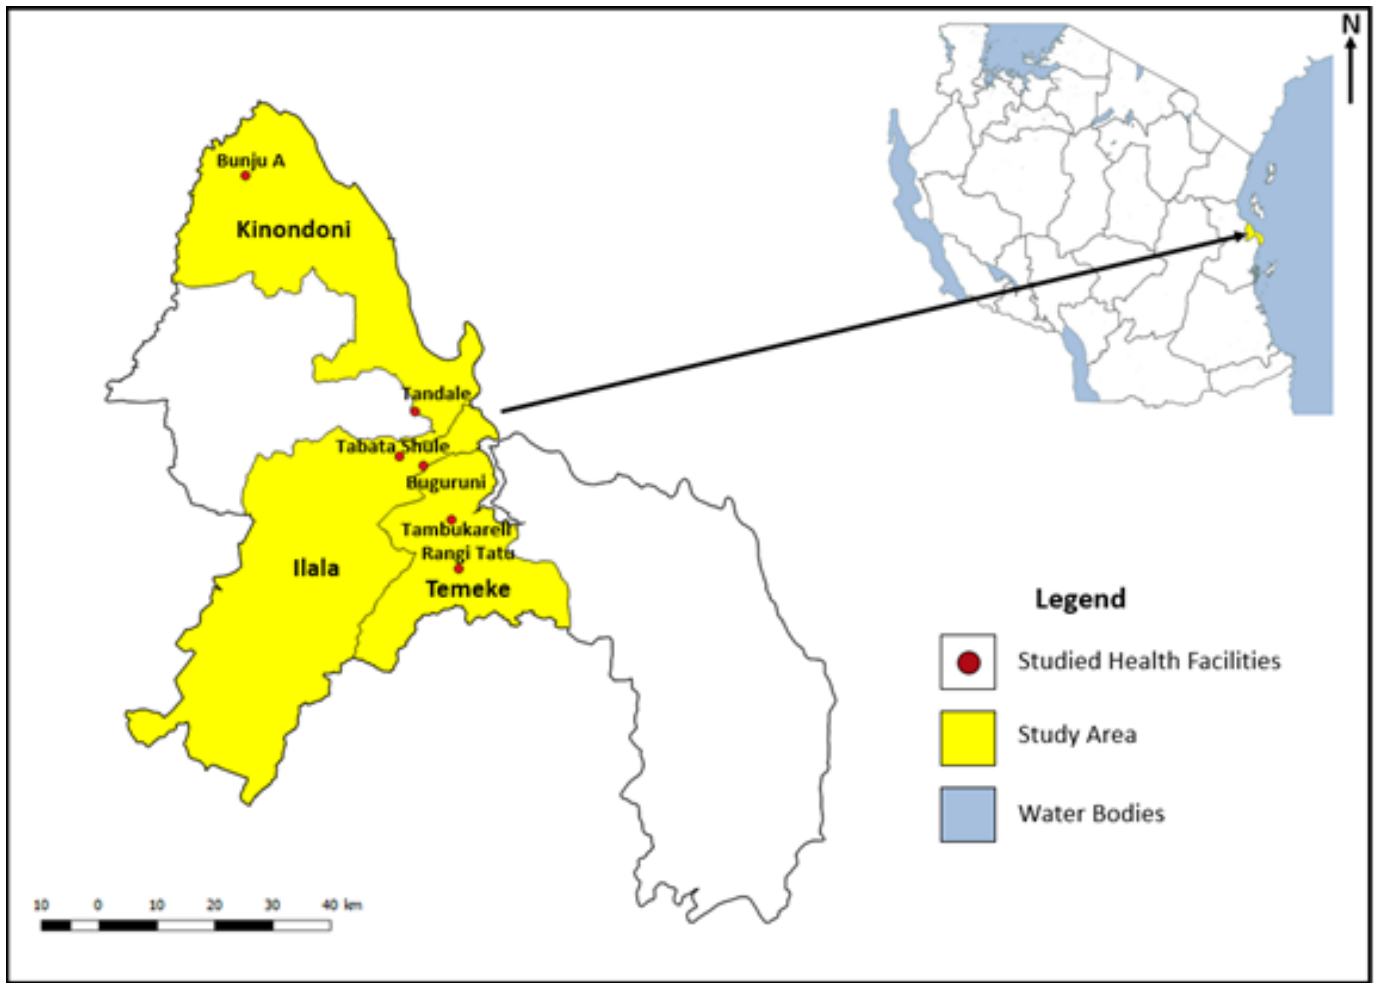 N
Bunju A
Kinondoni
Tandale
Tabata Shule
Buguruni
Tambukareli
Rangi Tatu
Ilala
Temeke
Legend
Studied Health Facilities
Study Area
Water Bodies
10 0 10 20 30 40 km